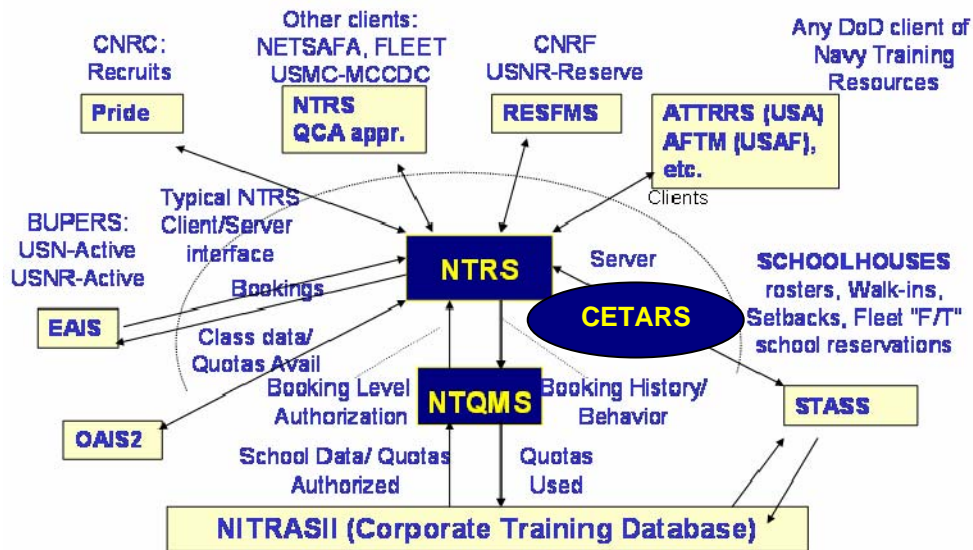 Other clients:
NETSAFA, FLEET
USMC-MCCDC
CNRC:
Recruits
CNRF
USNR-Reserve
Any DoD client of
Navy Training
Resources
Pride
NTRS
QCA appr.
RESFMS
ATTRRS (USA)
AFTM (USAF),
etc.
Clients
Typical NTRS
Client/Server
interface
BUPERS:
USN-Active
USNR-Active
NTRS
Server
CETARS
SCHOOLHOUSES
rosters, Walk-ins,
Setbacks, Fleet "F/T"
school reservations
Bookings
EAIS
Class data/
Quotas Avail
Booking Level
Authorization
NTQMS
Booking History/
Behavior
STASS
OAIS2
School Data/ Quotas
Authorized
Quotas
Used
NITRASII (Corporate Training Database)